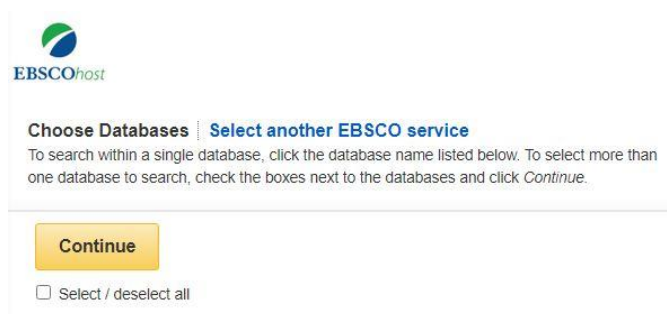 EBSCOhost
Choose Databases Select another EBSCO service
To search within a single database, click the database name listed below. To select more than
one database to search, check the boxes next to the databases and click Continue.
Continue
Select / deselect all